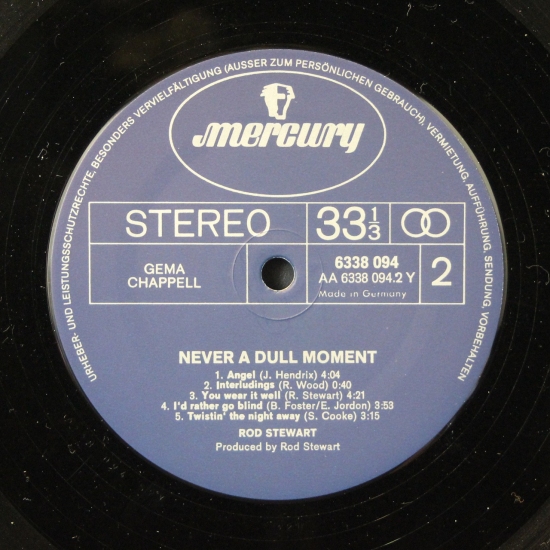 URHEBER- UND LEISTUNGSSCHUTZRECHTE, BESONDERS VERVIELFÄLTIGUNG (AUSSER ZUM PERSÖNLICHEN GEBRAUCH), VERMIETUNG, AUFFÜHRUNG, SENDUNG, VORBEHALTEN
mercury
STEREO 33 1/3
GEMA
CHAPPELL
6338 094
AA 6338 094.2 Y
Made in Germany
2
NEVER A DULL MOMENT
1. Angel (J. Hendrix) 4:04
2. Interludings (R. Wood) 0:40
3. You wear it well (R. Stewart) 4:21
4. I'd rather go blind (B. Foster/E. Jordon) 3:53
5. Twistin' the night away (S. Cooke) 3:15
ROD STEWART
Produced by Rod Stewart